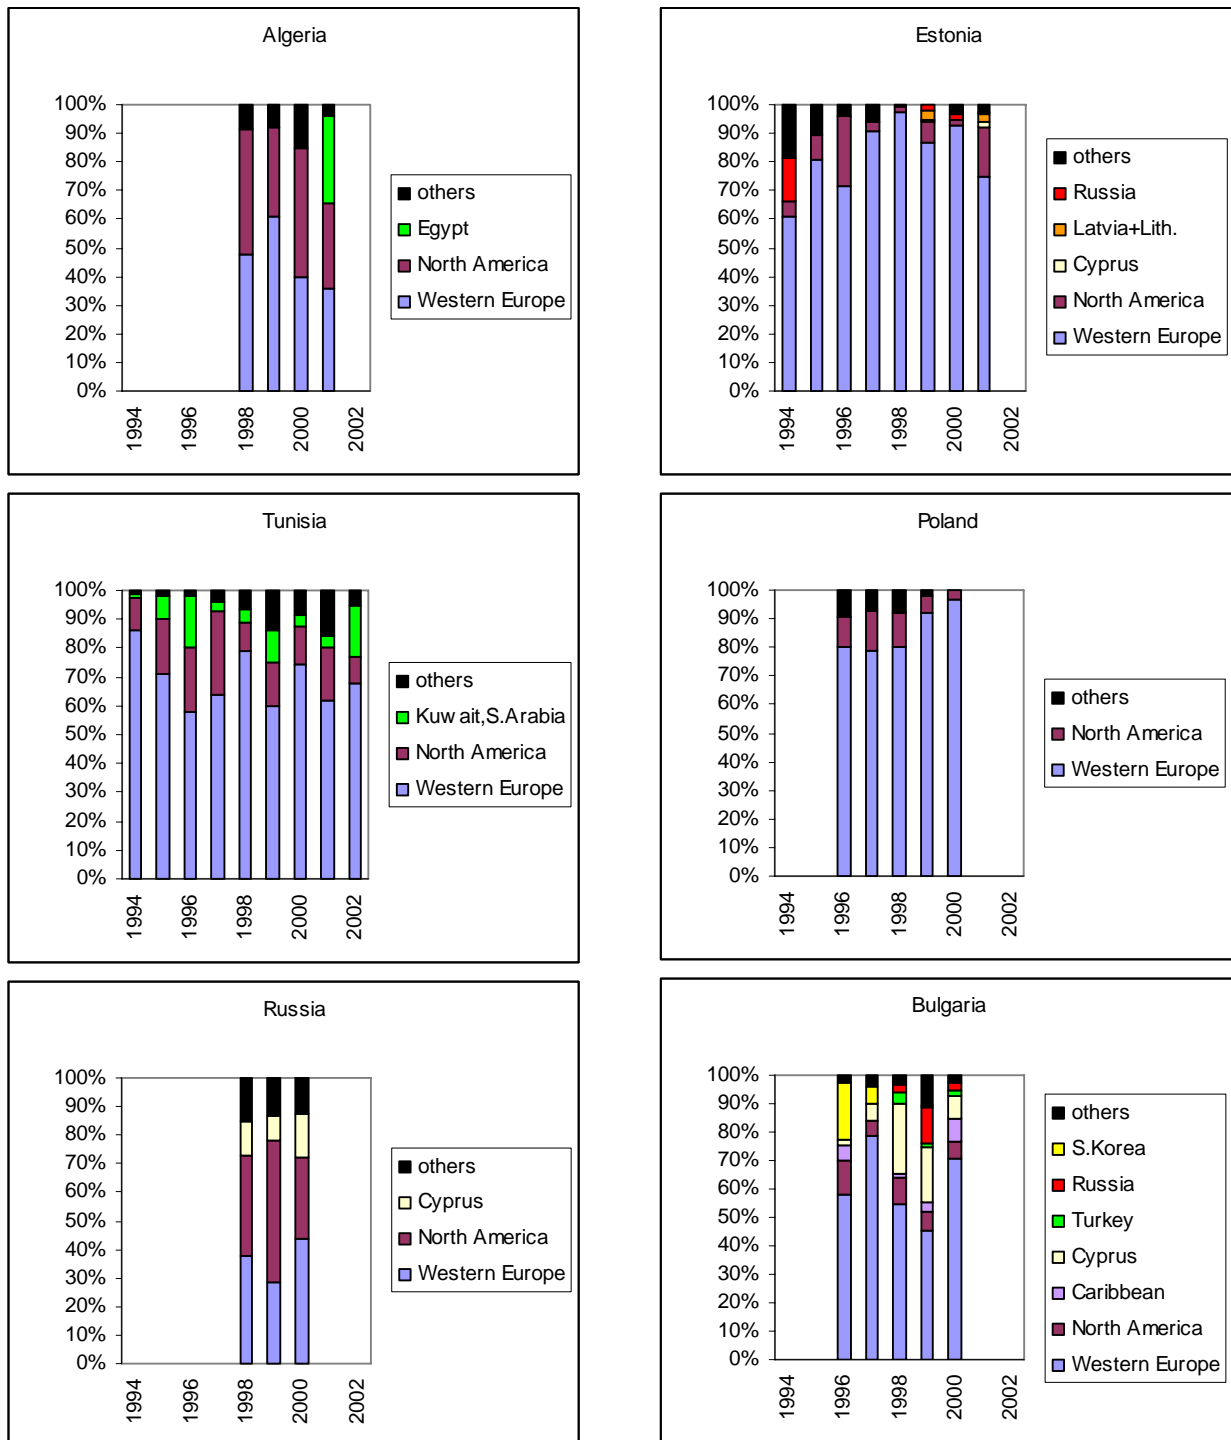 Algeria
100%
90%
80%
70%
60%
50%
40%
30%
20%
10%
0%
1994
1996
1998
2000
2002
others
Egypt
North America
Western Europe
Estonia
100%
90%
80%
70%
60%
50%
40%
30%
20%
10%
0%
1994
1996
1998
2000
2002
others
Russia
Latvia+Lith.
Cyprus
North America
Western Europe
Tunisia
100%
90%
80%
70%
60%
50%
40%
30%
20%
10%
0%
1994
1996
1998
2000
2002
others
Kuwait,S.Arabia
North America
Western Europe
Poland
100%
90%
80%
70%
60%
50%
40%
30%
20%
10%
0%
1994
1996
1998
2000
2002
others
North America
Western Europe
Russia
100%
90%
80%
70%
60%
50%
40%
30%
20%
10%
0%
1994
1996
1998
2000
2002
others
Cyprus
North America
Western Europe
Bulgaria
100%
90%
80%
70%
60%
50%
40%
30%
20%
10%
0%
1994
1996
1998
2000
2002
others
S.Korea
Russia
Turkey
Cyprus
Caribbean
North America
Western Europe